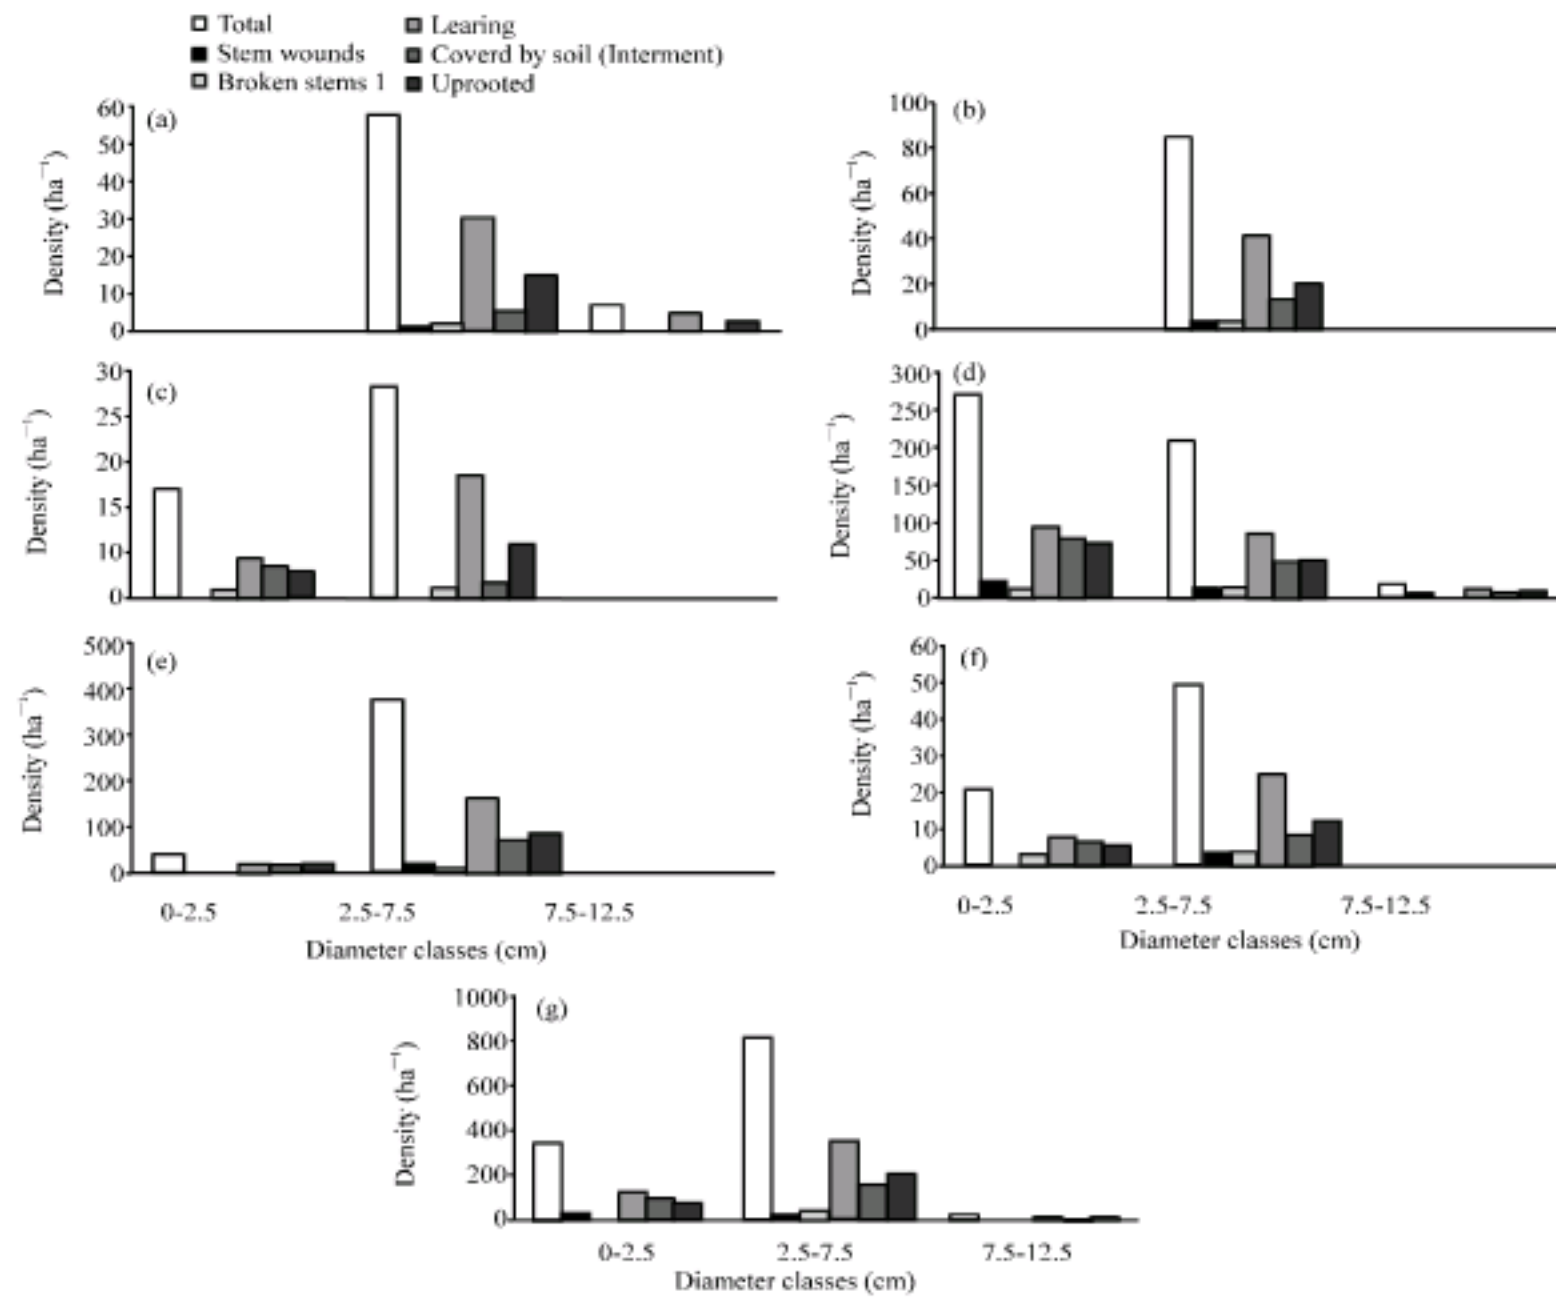 Total
Stem wounds
Broken stems 1
Learing
Coverd by soil (Interment)
Uprooted
(a)
Density (ha⁻¹)
60
50
40
30
20
10
0
(b)
Density (ha⁻¹)
100
80
60
40
20
0
(c)
Density (ha⁻¹)
30
25
20
15
10
0
(d)
Density (ha⁻¹)
300
250
200
150
100
50
0
(e)
Density (ha⁻¹)
500
400
300
200
100
0
0-2.5 2.5-7.5 7.5-12.5
Diameter classes (cm)
(f)
Density (ha⁻¹)
60
50
40
30
20
10
0
0-2.5 2.5-7.5 7.5-12.5
Diameter classes (cm)
(g)
Density (ha⁻¹)
1000
800
600
400
200
0
0-2.5 2.5-7.5 7.5-12.5
Diameter classes (cm)